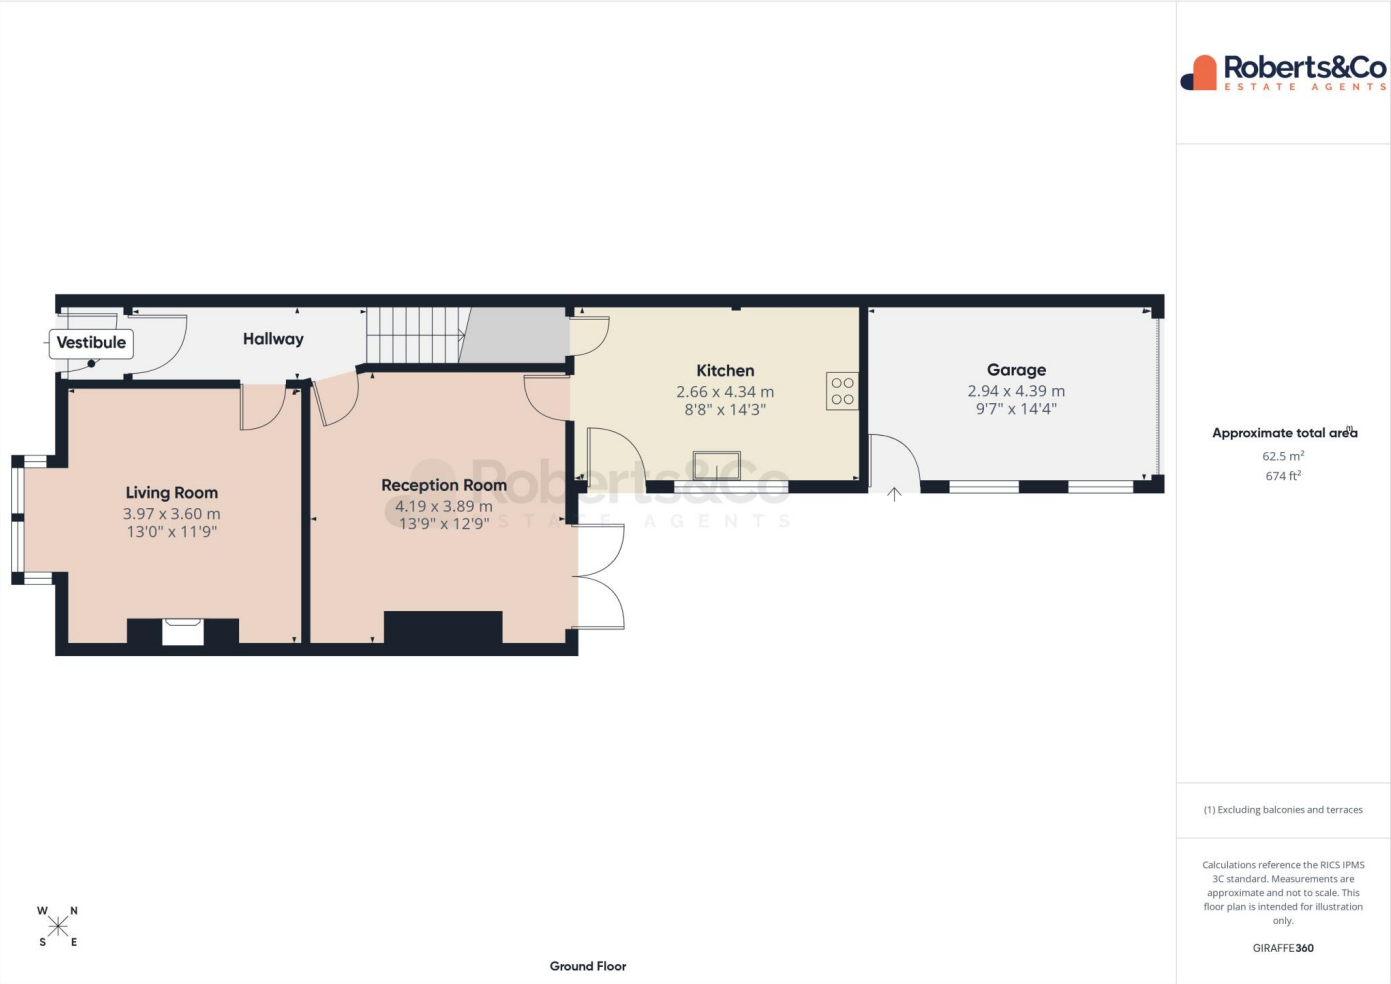 Roberts&Co
ESTATE AGENTS
Vestibule
Hallway
Kitchen
2.66 x 4.34 m
8'8" x 14'3"
Garage
2.94 x 4.39 m
9'7" x 14'4"
Living Room
3.97 x 3.60 m
13'0" x 11'9"
Reception Room
4.19 x 3.89 m
13'9" x 12'9"
Roberts&Co
ESTATE AGENTS
Approximate total area(1)
62.5 m²
674 ft²
(1) Excluding balconies and terraces
Calculations reference the RICS IPMS
3C standard. Measurements are
approximate and not to scale. This
floor plan is intended for illustration
only.
GIRAFFE360
W N
S E
Ground Floor